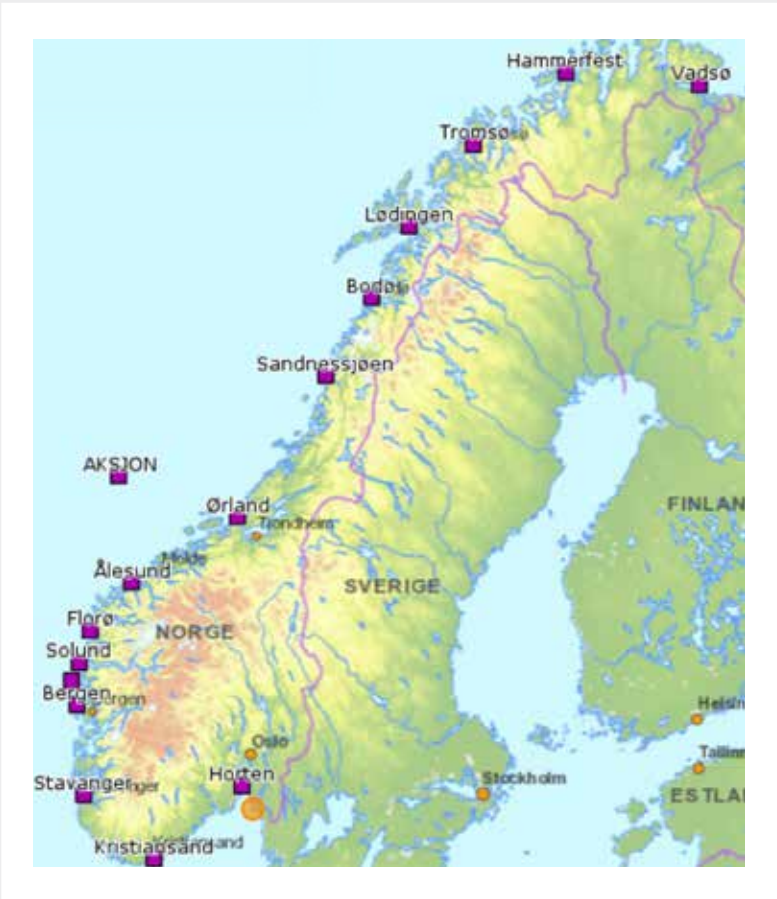 Hammerfest
Vadsø
Tromsø
Lødingen
Bodø
Sandnessjøen
AKSJON
FINLAN
Ørland
Trondheim
Molde
Ålesund
SVERIGE
Florø
NORGE
Solund
Bergen
Helsin
Oslo
Tallinn
Horten
Stockholm
Stavanger
ESTLA
Kristiansand